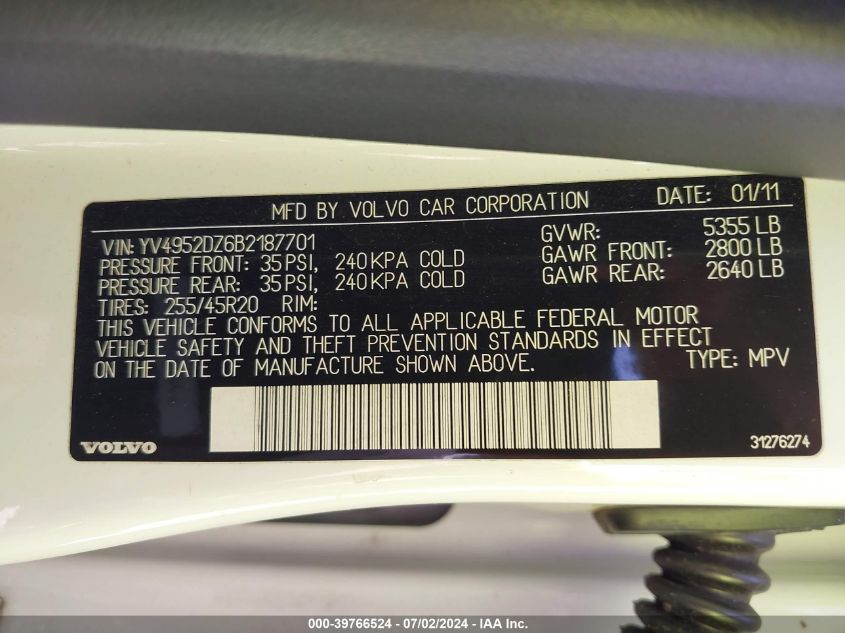 MFD BY VOLVO CAR CORPORATION DATE: 01/11
VIN: YV4952DZ6B2187701 GVWR: 5355 LB
PRESSURE FRONT: 35 PSI, 240 KPA COLD GAWR FRONT: 2800 LB
PRESSURE REAR: 35 PSI, 240 KPA COLD GAWR REAR: 2640 LB
TIRES: 255/45R20 RIM:
THIS VEHICLE CONFORMS TO ALL APPLICABLE FEDERAL MOTOR
VEHICLE SAFETY AND THEFT PREVENTION STANDARDS IN EFFECT
ON THE DATE OF MANUFACTURE SHOWN ABOVE. TYPE: MPV
VOLVO 31276274
000-39766524 - 07/02/2024 - IAA Inc.